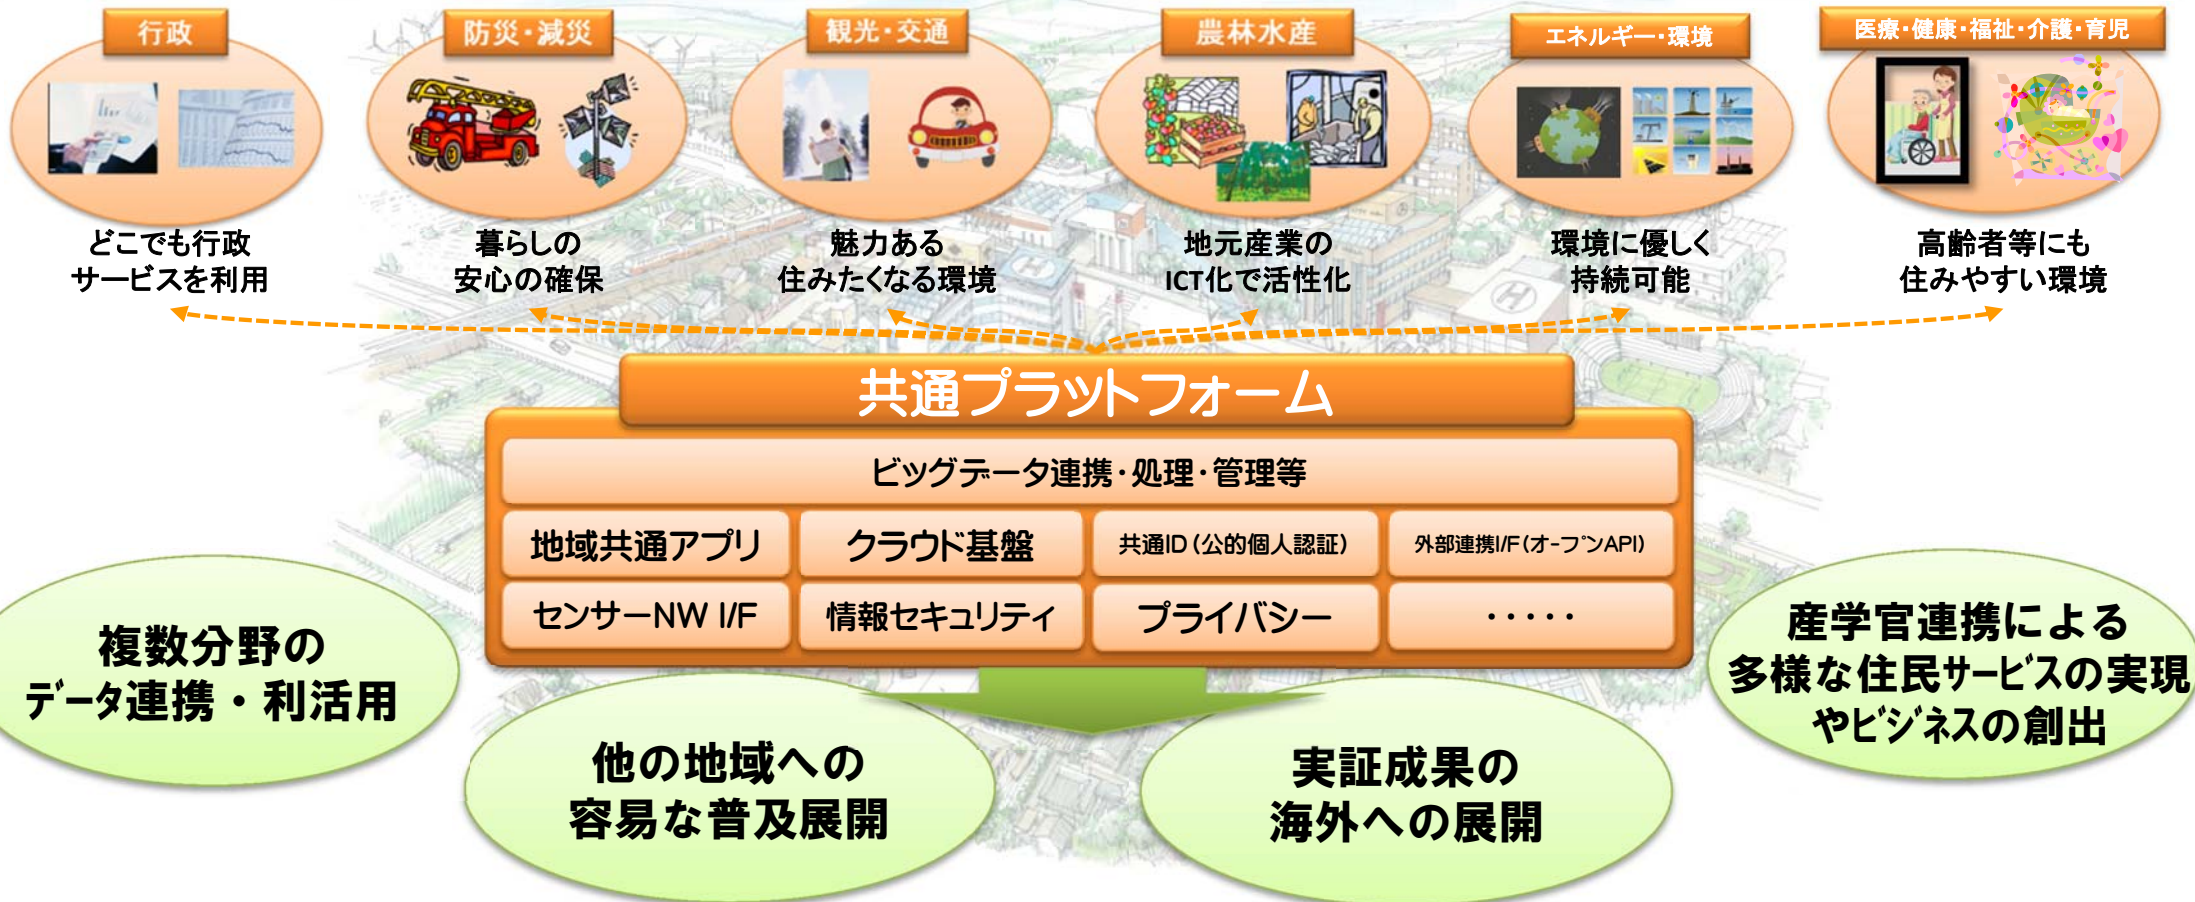 行政
防災・減災
観光・交通
農林水産
エネルギー・環境
医療・健康・福祉・介護・育児
どこでも行政
サービスを利用
暮らしの
安心の確保
魅力ある
住みたくなる環境
地元産業の
ICT化で活性化
環境に優しく
持続可能
高齢者等にも
住みやすい環境
共通プラットフォーム
ビッグデータ連携・処理・管理等
地域共通アプリ
クラウド基盤
共通ID（公的個人認証）
外部連携I/F（オープンAPI）
センサーNW I/F
情報セキュリティ
プライバシー
・・・・・
複数分野の
データ連携・利活用
他の地域への
容易な普及展開
実証成果の
海外への展開
産学官連携による
多様な住民サービスの実現
やビジネスの創出